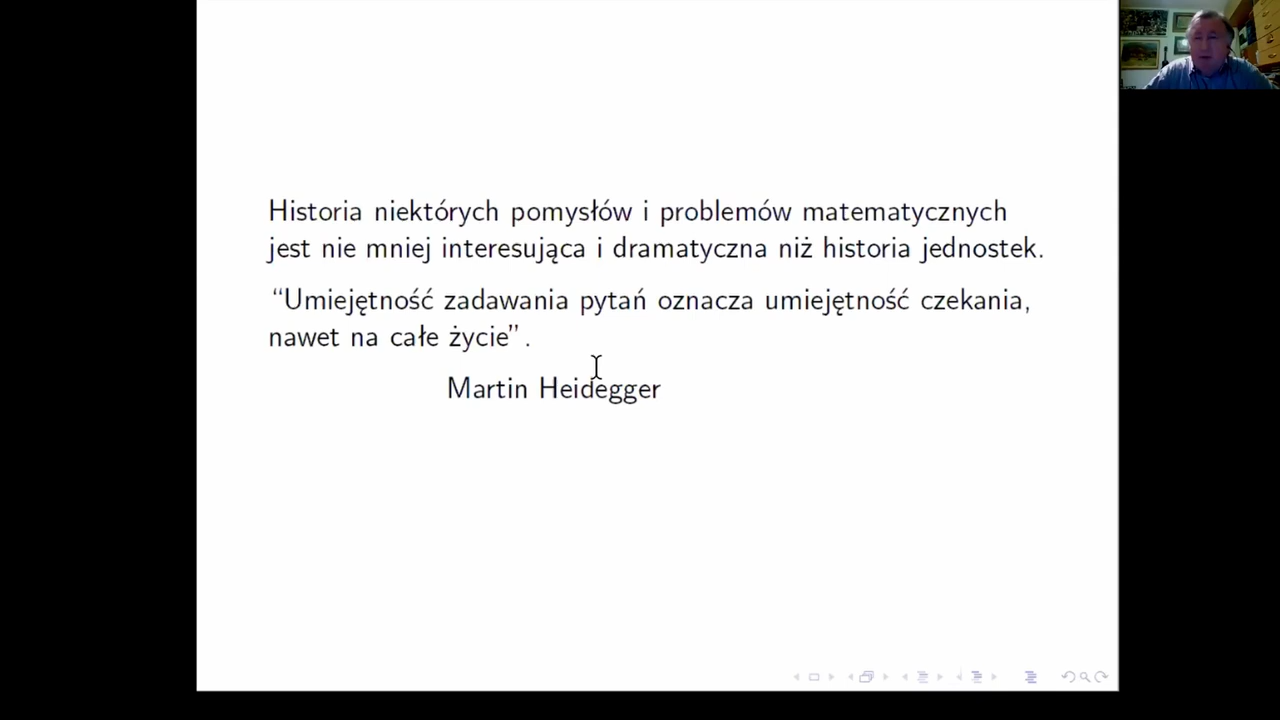 Historia niektórych pomysłów i problemów matematycznych
jest nie mniej interesująca i dramatyczna niż historia jednostek.
“Umiejętność zadawania pytań oznacza umiejętność czekania,
nawet na całe życie”.
Martin Heidegger